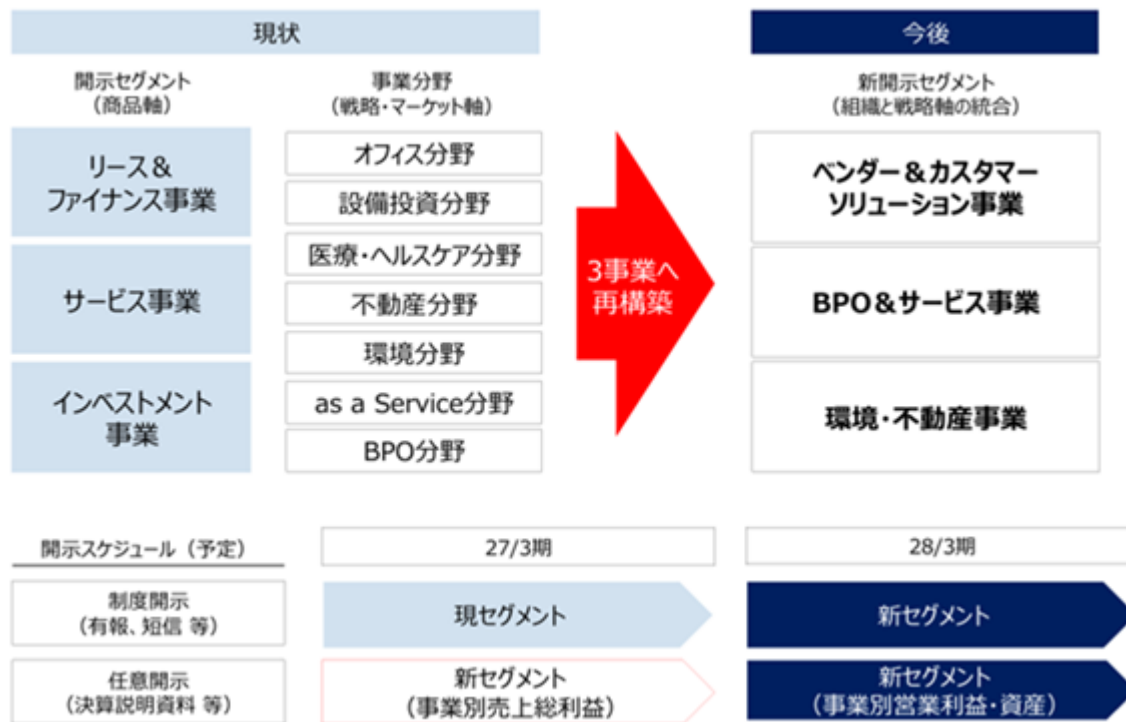 現状
今後
開示セグメント
(商品軸)
事業分野
(戦略・マーケット軸)
新開示セグメント
(組織と戦略軸の統合)
リース&
ファイナンス事業
サービス事業
インベストメント
事業
オフィス分野
設備投資分野
医療・ヘルスケア分野
不動産分野
環境分野
as a Service分野
BPO分野
3事業へ
再構築
ベンダー&カスタマー
ソリューション事業
BPO&サービス事業
環境・不動産事業
開示スケジュール（予定）
27/3期
28/3期
制度開示
(有報、短信 等)
現セグメント
新セグメント
任意開示
(決算説明資料 等)
新セグメント
(事業別売上総利益)
新セグメント
(事業別営業利益・資産)